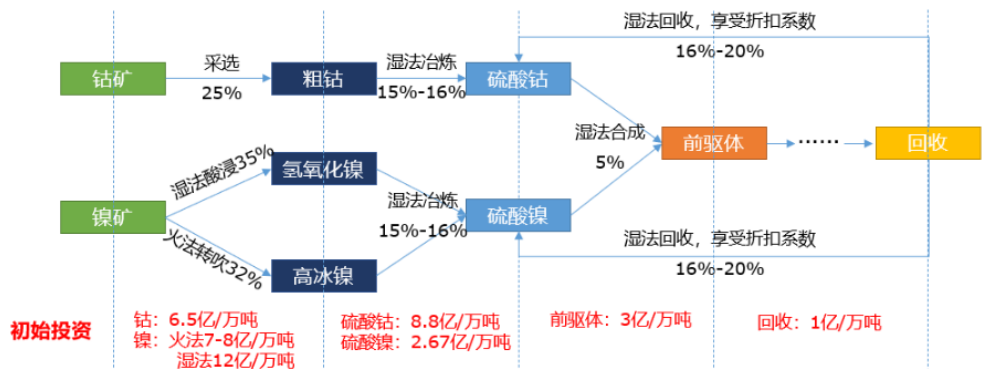 湿法回收，享受折扣系数
16%-20%
钴矿
采选
25%
粗钴
湿法冶炼
15%-16%
硫酸钴
湿法合成
5%
前驱体
······
回收
湿法酸浸35%
氢氧化镍
镍矿
火法转吹32%
高冰镍
湿法冶炼
15%-16%
硫酸镍
湿法回收，享受折扣系数
16%-20%
初始投资
钴：6.5亿/万吨
镍：火法7-8亿/万吨
湿法12亿/万吨
硫酸钴：8.8亿/万吨
硫酸镍：2.67亿/万吨
前驱体：3亿/万吨
回收：1亿/万吨